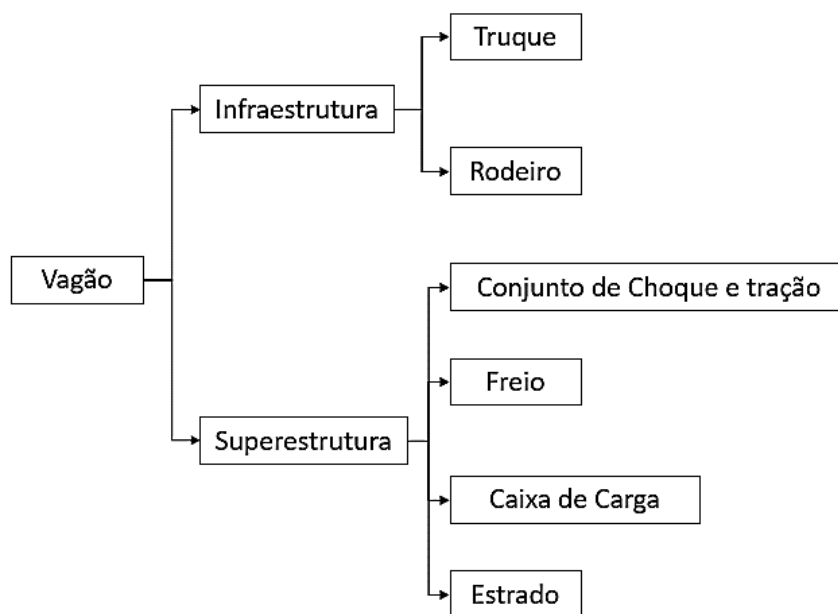 Truque
Infraestrutura
Rodeiro
Vagão
Conjunto de Choque e tração
Freio
Superestrutura
Caixa de Carga
Estrado